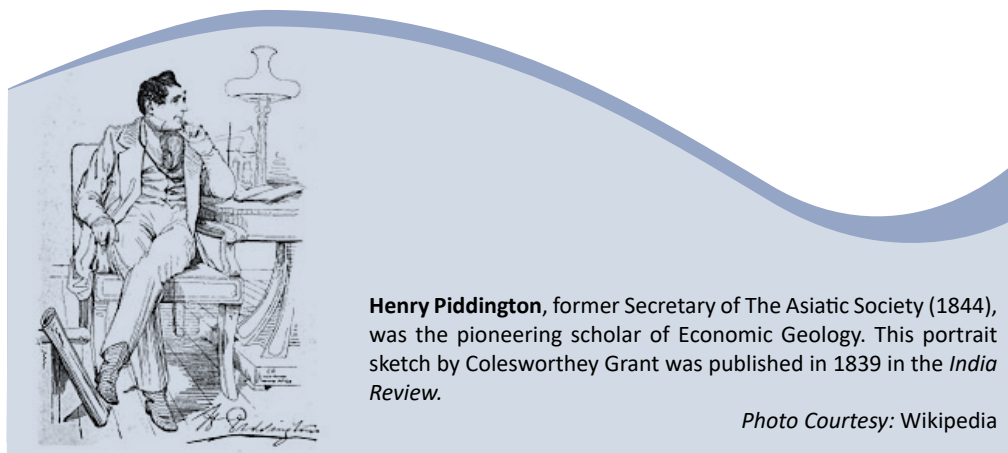 Henry Piddington, former Secretary of The Asiatic Society (1844),
was the pioneering scholar of Economic Geology. This portrait
sketch by Colesworthey Grant was published in 1839 in the India
Review.
Photo Courtesy: Wikipedia
H Piddington